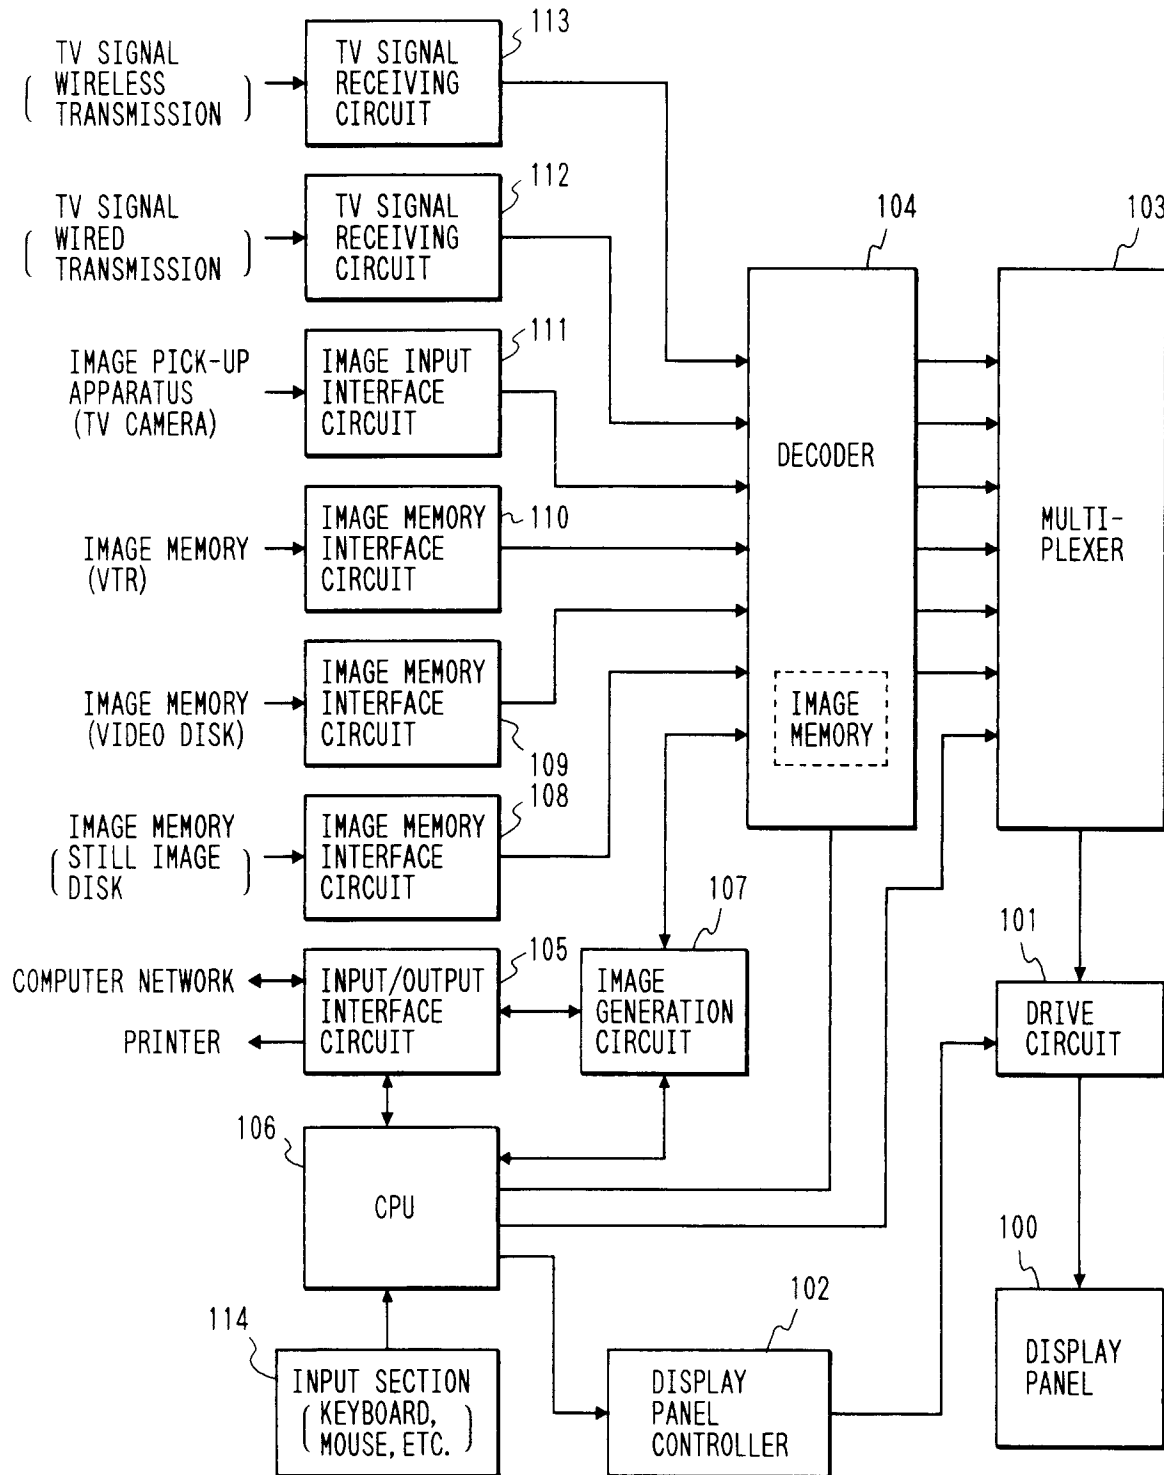 TV SIGNAL
WIRELESS
TRANSMISSION
TV SIGNAL
RECEIVING
CIRCUIT
113
TV SIGNAL
WIRED
TRANSMISSION
TV SIGNAL
RECEIVING
CIRCUIT
112
104
103
IMAGE PICK-UP
APPARATUS
(TV CAMERA)
IMAGE INPUT
INTERFACE
CIRCUIT
111
DECODER
MULTI-
PLEXER
IMAGE MEMORY
(VTR)
IMAGE MEMORY
INTERFACE
CIRCUIT
110
IMAGE MEMORY
(VIDEO DISK)
IMAGE MEMORY
INTERFACE
CIRCUIT
109
IMAGE
MEMORY
IMAGE MEMORY
STILL IMAGE
DISK
IMAGE MEMORY
INTERFACE
CIRCUIT
108
COMPUTER NETWORK
PRINTER
INPUT/OUTPUT
INTERFACE
CIRCUIT
105
IMAGE
GENERATION
CIRCUIT
107
101
DRIVE
CIRCUIT
106
CPU
100
DISPLAY
PANEL
114
INPUT SECTION
(KEYBOARD,
MOUSE, ETC.)
102
DISPLAY
PANEL
CONTROLLER